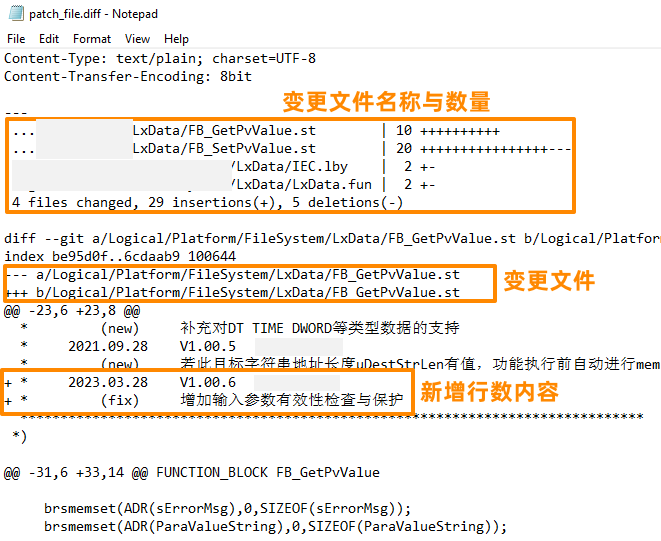 patch_file.diff - Notepad
File Edit Format View Help
Content-Type: text/plain; charset=UTF-8
Content-Transfer-Encoding: 8bit
---
变更文件名称与数量
... LxData/FB_GetPvValue.st | 10 ++++++++++
... LxData/FB_SetPvValue.st | 20 +++++++++++++++++---
/LxData/IEC.lby | 2 +-
/LxData/LxData.fun | 2 +-
4 files changed, 29 insertions(+), 5 deletions(-)
diff --git a/Logical/Platform/FileSystem/LxData/FB_GetPvValue.st b/Logical/Platfor
index be95d0f..6cdaab9 100644
--- a/Logical/Platform/FileSystem/LxData/FB_GetPvValue.st
+++ b/Logical/Platform/FileSystem/LxData/FB_GetPvValue.st
变更文件
@@ -23,6 +23,8 @@
* (new) 补充对DT TIME DWORD等类型数据的支持
* 2021.09.28 V1.00.5
* (new) 若此目标字符串地址长度uDestStrLen有值，功能执行前自动进行mem
+ * 2023.03.28 V1.00.6
+ * (fix) 增加输入参数有效性检查与保护
新增行数内容
******************************************************************************
*)
@@ -31,6 +33,14 @@ FUNCTION_BLOCK FB_GetPvValue
brsmemset(ADR(sErrorMsg),0,SIZEOF(sErrorMsg));
brsmemset(ADR(ParaValueString),0,SIZEOF(ParaValueString));